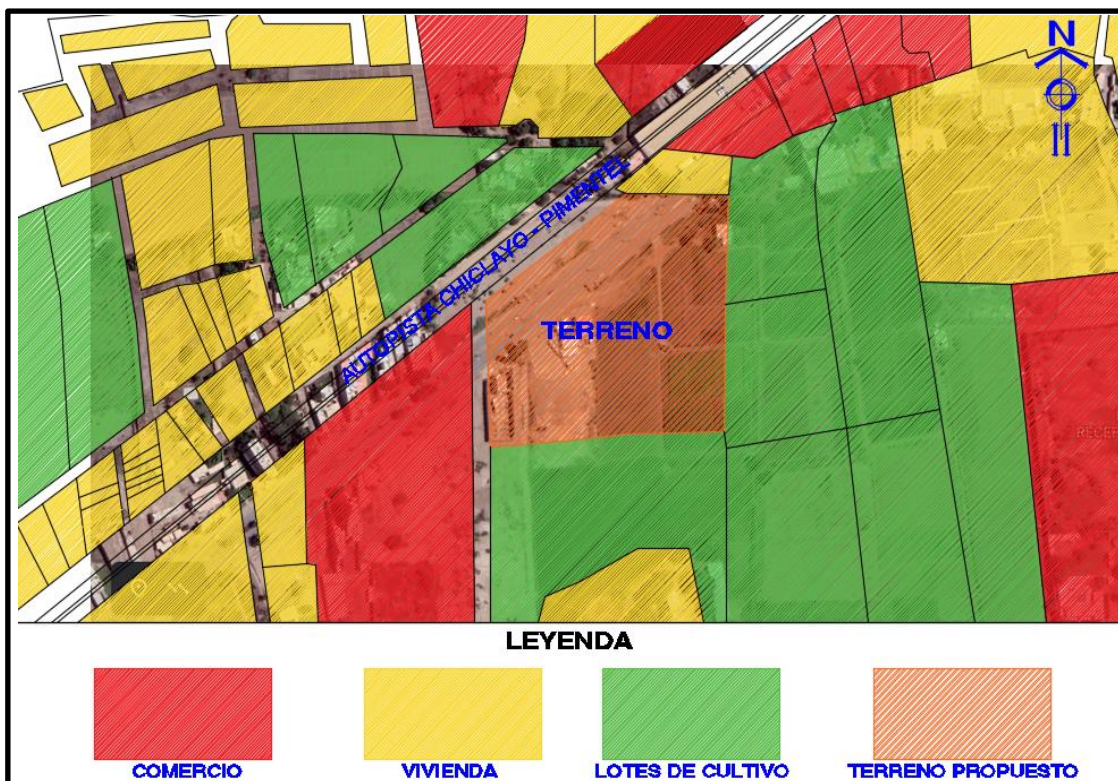 N
AUTOPISTA CHICLAYO - PIMENTEL
TERRENO
LEYENDA
COMERCIO
VIVIENDA
LOTES DE CULTIVO
TERRENO PROPUESTO